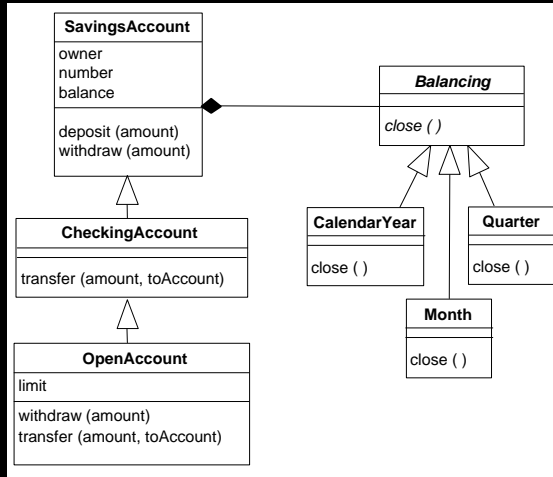 SavingsAccount
owner
number
balance
deposit (amount)
withdraw (amount)
Balancing
close ( )
CheckingAccount
transfer (amount, toAccount)
CalendarYear
close ( )
Quarter
close ( )
Month
close ( )
OpenAccount
limit
withdraw (amount)
transfer (amount, toAccount)